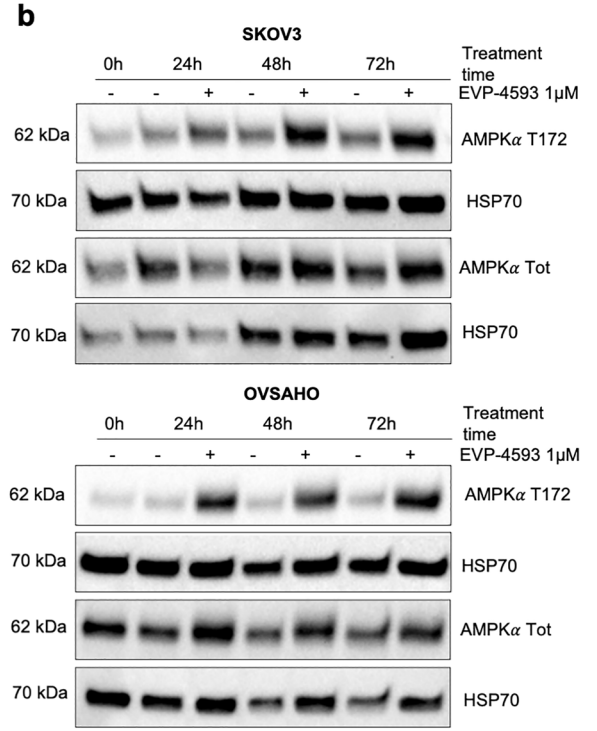 b
SKOV3
0h 24h 48h 72h Treatment time
- - + - + - + EVP-4593 1µM
62 kDa AMPKα T172
70 kDa HSP70
62 kDa AMPKα Tot
70 kDa HSP70
OVSAHO
0h 24h 48h 72h Treatment time
- - + - + - + EVP-4593 1µM
62 kDa AMPKα T172
70 kDa HSP70
62 kDa AMPKα Tot
70 kDa HSP70